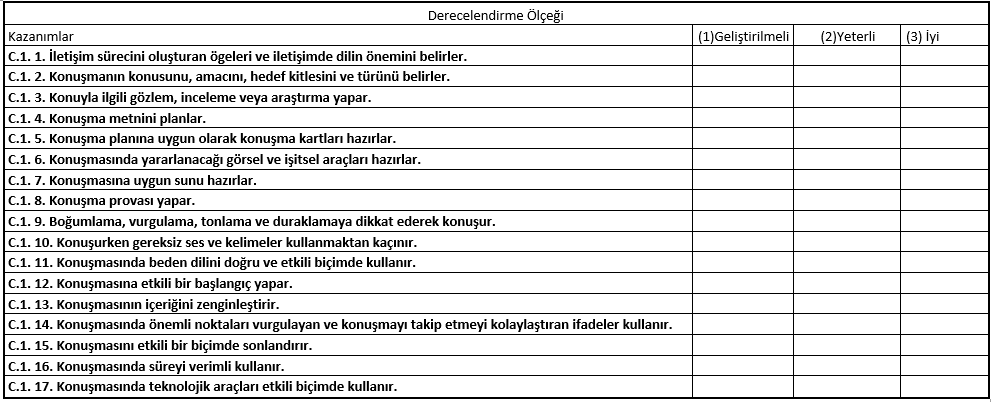 Derecelendirme Ölçeği
Kazanımlar (1)Geliştirilmeli (2)Yeterli (3) İyi
C.1. 1. İletişim sürecini oluşturan ögeleri ve iletişimde dilin önemini belirler.
C.1. 2. Konuşmanın konusunu, amacını, hedef kitlesini ve türünü belirler.
C.1. 3. Konuyla ilgili gözlem, inceleme veya araştırma yapar.
C.1. 4. Konuşma metnini planlar.
C.1. 5. Konuşma planına uygun olarak konuşma kartları hazırlar.
C.1. 6. Konuşmasında yararlanacağı görsel ve işitsel araçları hazırlar.
C.1. 7. Konuşmasına uygun sunu hazırlar.
C.1. 8. Konuşma provası yapar.
C.1. 9. Boğumlama, vurgulama, tonlama ve duraklamaya dikkat ederek konuşur.
C.1. 10. Konuşurken gereksiz ses ve kelimeler kullanmaktan kaçınır.
C.1. 11. Konuşmasında beden dilini doğru ve etkili biçimde kullanır.
C.1. 12. Konuşmasına etkili bir başlangıç yapar.
C.1. 13. Konuşmasının içeriğini zenginleştirir.
C.1. 14. Konuşmasında önemli noktaları vurgulayan ve konuşmayı takip etmeyi kolaylaştıran ifadeler kullanır.
C.1. 15. Konuşmasını etkili bir biçimde sonlandırır.
C.1. 16. Konuşmasında süreyi verimli kullanır.
C.1. 17. Konuşmasında teknolojik araçları etkili biçimde kullanır.